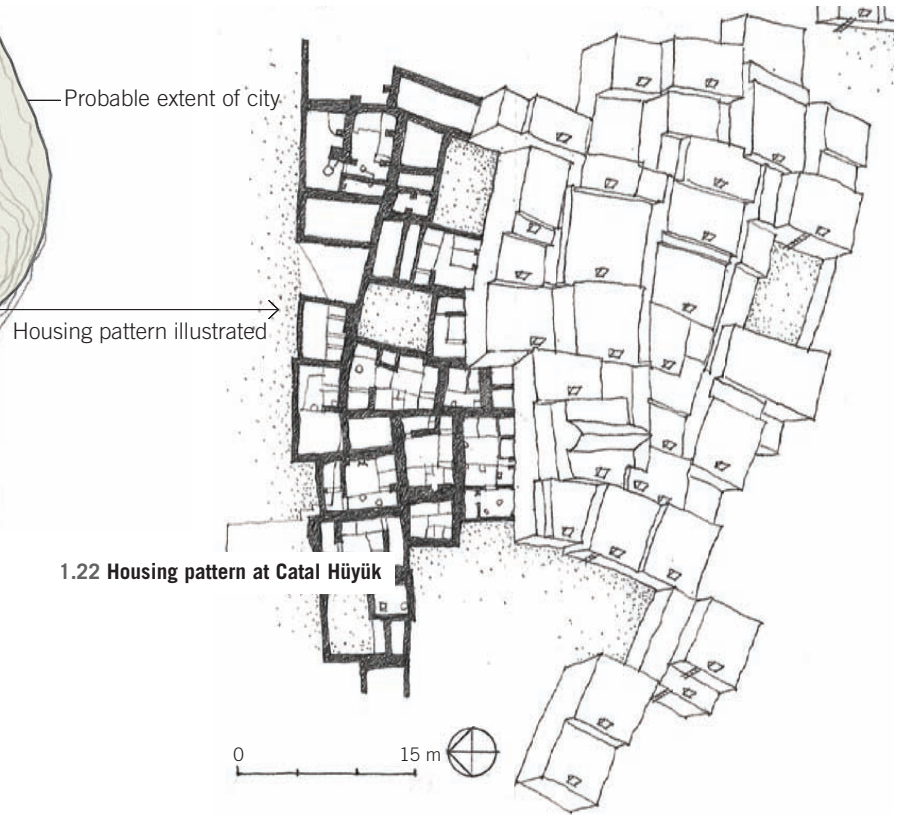 Probable extent of city
Housing pattern illustrated
1.22 Housing pattern at Catal Hüyük
0 15 m